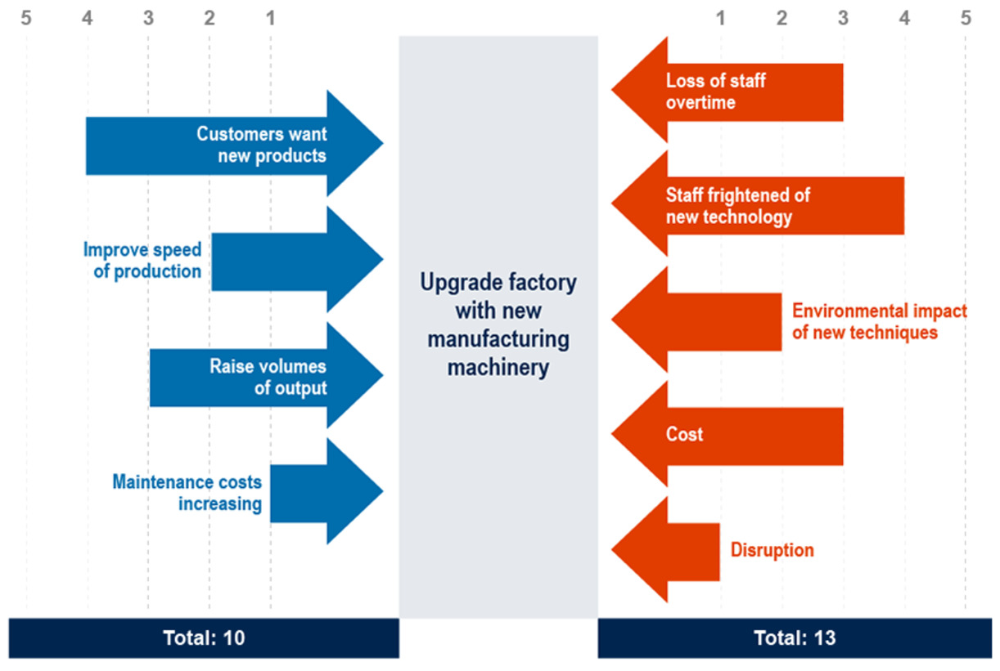 5 4 3 2 1
1 2 3 4 5
Customers want
new products
Improve speed
of production
Raise volumes
of output
Maintenance costs
increasing
Upgrade factory
with new
manufacturing
machinery
Loss of staff
overtime
Staff frightened of
new technology
Environmental impact
of new techniques
Cost
Disruption
Total: 10
Total: 13